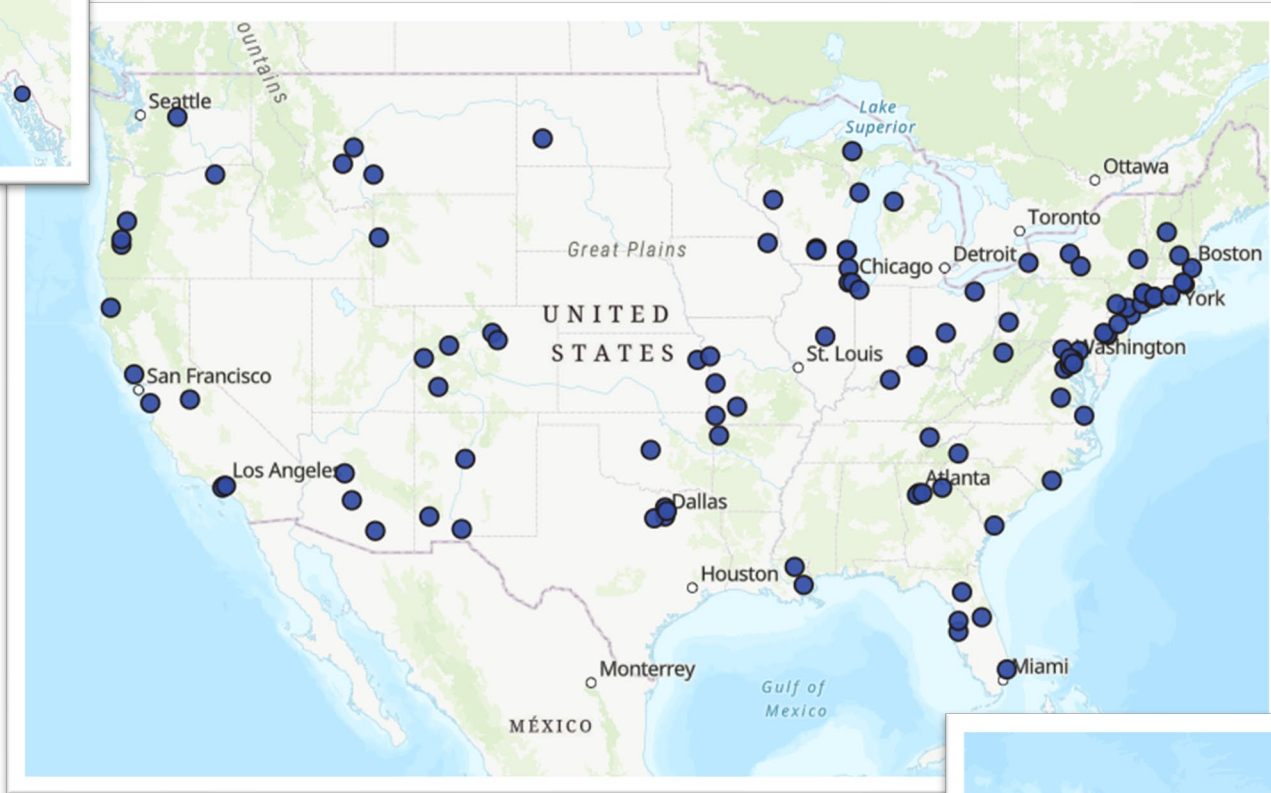 ountains
Seattle
Lake
Superior
Ottawa
Toronto
Great Plains
Detroit
Boston
Chicago
York
UNITED
STATES
St. Louis
Washington
San Francisco
Los Angeles
Atlanta
Dallas
Houston
Monterrey
Miami
Gulf of
Mexico
MÉXICO